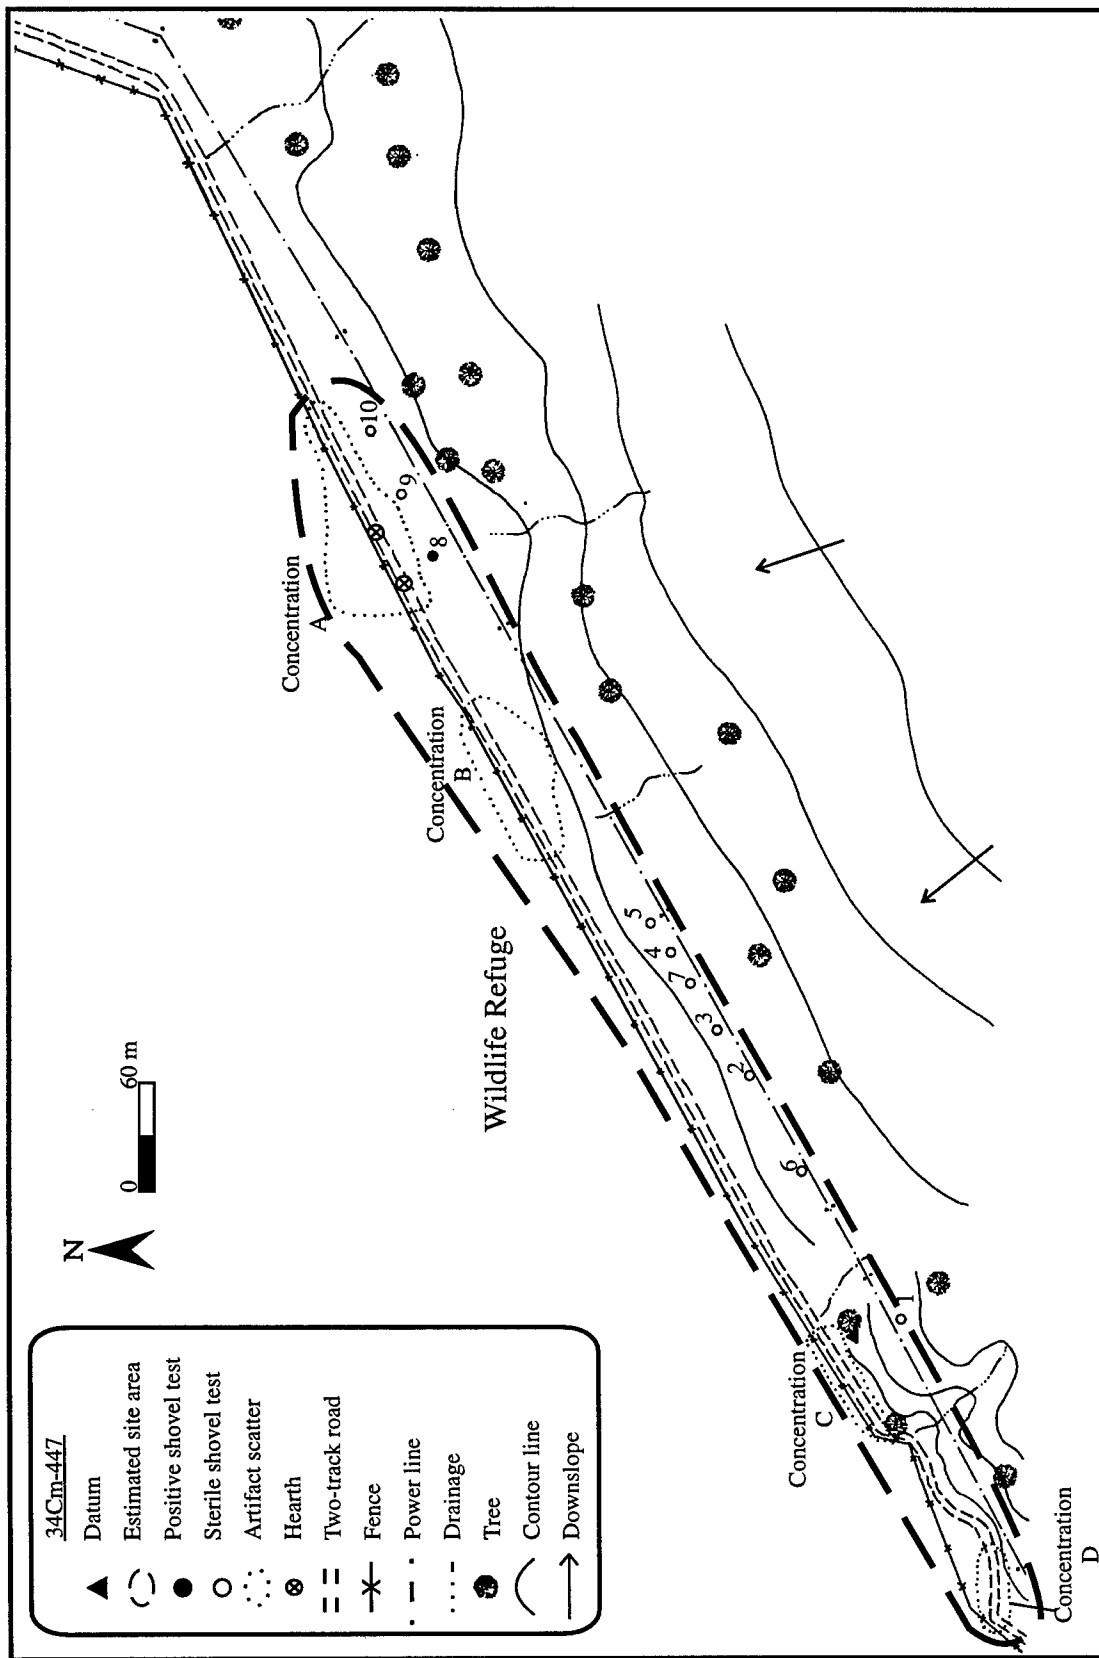 34Cm-447
Datum
Estimated site area
Positive shovel test
Sterile shovel test
Artifact scatter
Hearth
Two-track road
Fence
Power line
Drainage
Tree
Contour line
Downslope
N
0 60 m
Wildlife Refuge
Concentration
A
Concentration
B
Concentration
C
Concentration
D
1
6
2
3
7
4
5
8
9
10